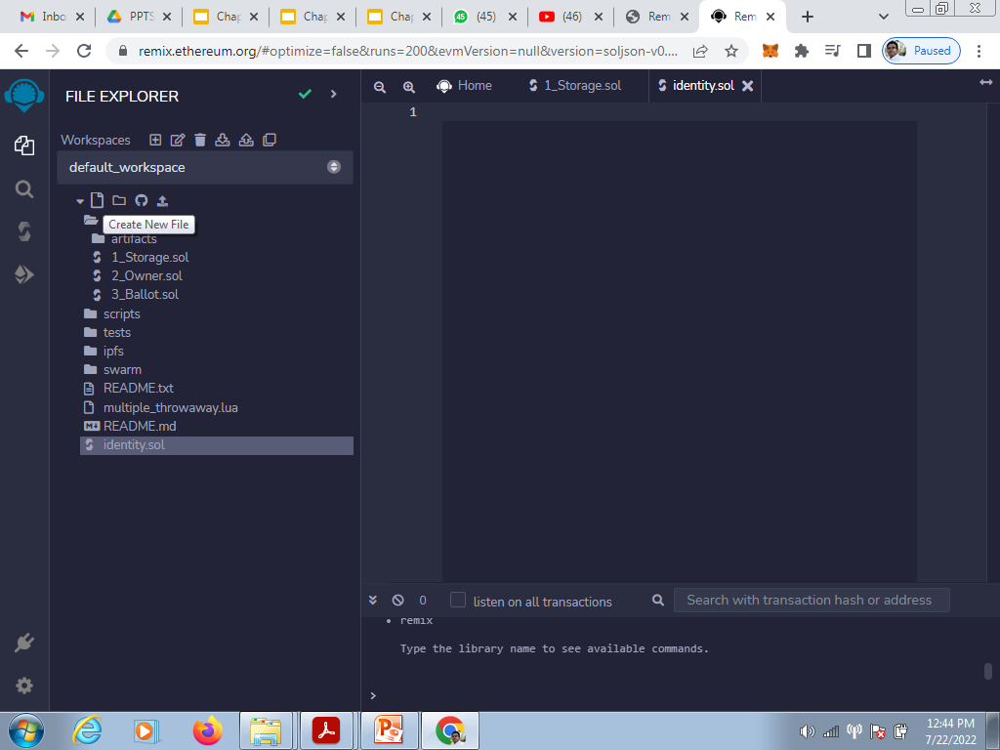 Inbo
PPTS
Chap
Chap
Chap
45
(45)
(46)
Rem
Rem
remix.ethereum.org/#optimize=false&runs=200&evmVersion=null&version=soljson-v0....
Paused
FILE EXPLORER
Home
1_Storage.sol
identity.sol
1
Workspaces
default_workspace
Create New File
artifacts
1_Storage.sol
2_Owner.sol
3_Ballot.sol
scripts
tests
ipfs
swarm
README.txt
multiple_throwaway.lua
README.md
identity.sol
0
listen on all transactions
Search with transaction hash or address
remix
Type the library name to see available commands.
>
12:44 PM
7/22/2022